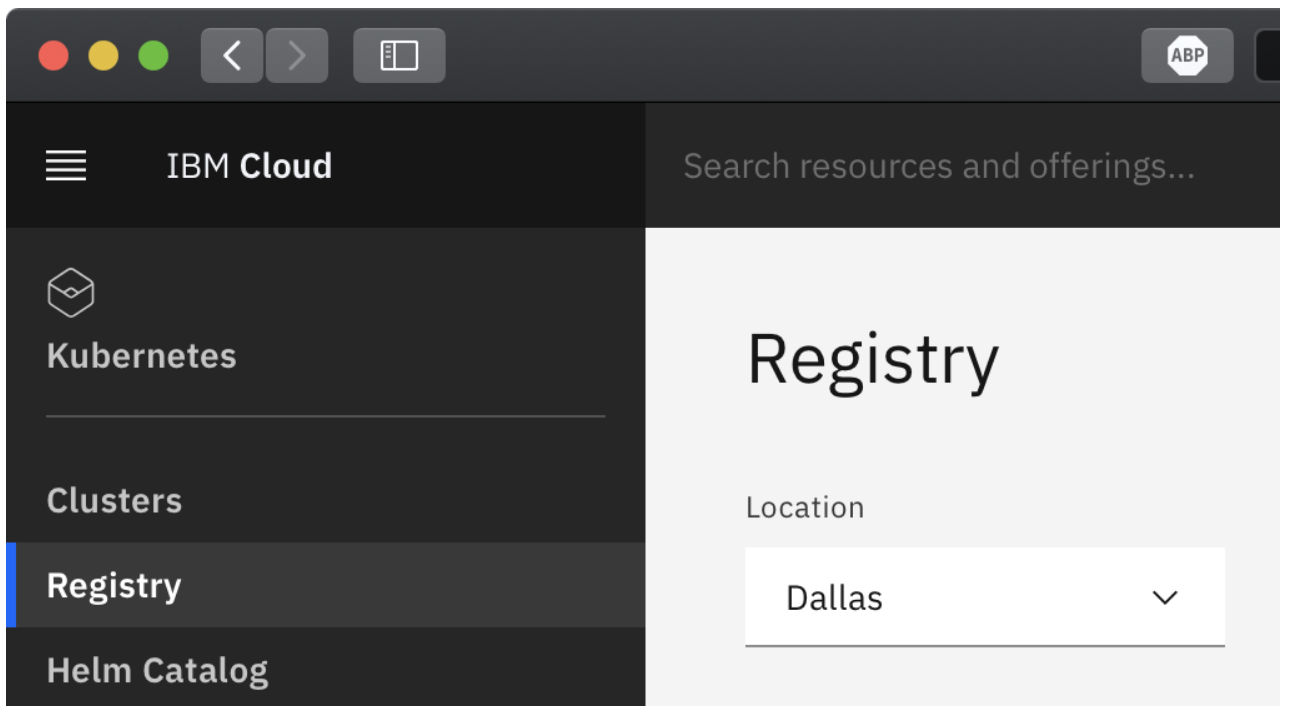 ABP
IBM Cloud
Search resources and offerings...
Kubernetes
Clusters
Registry
Helm Catalog
Registry
Location
Dallas